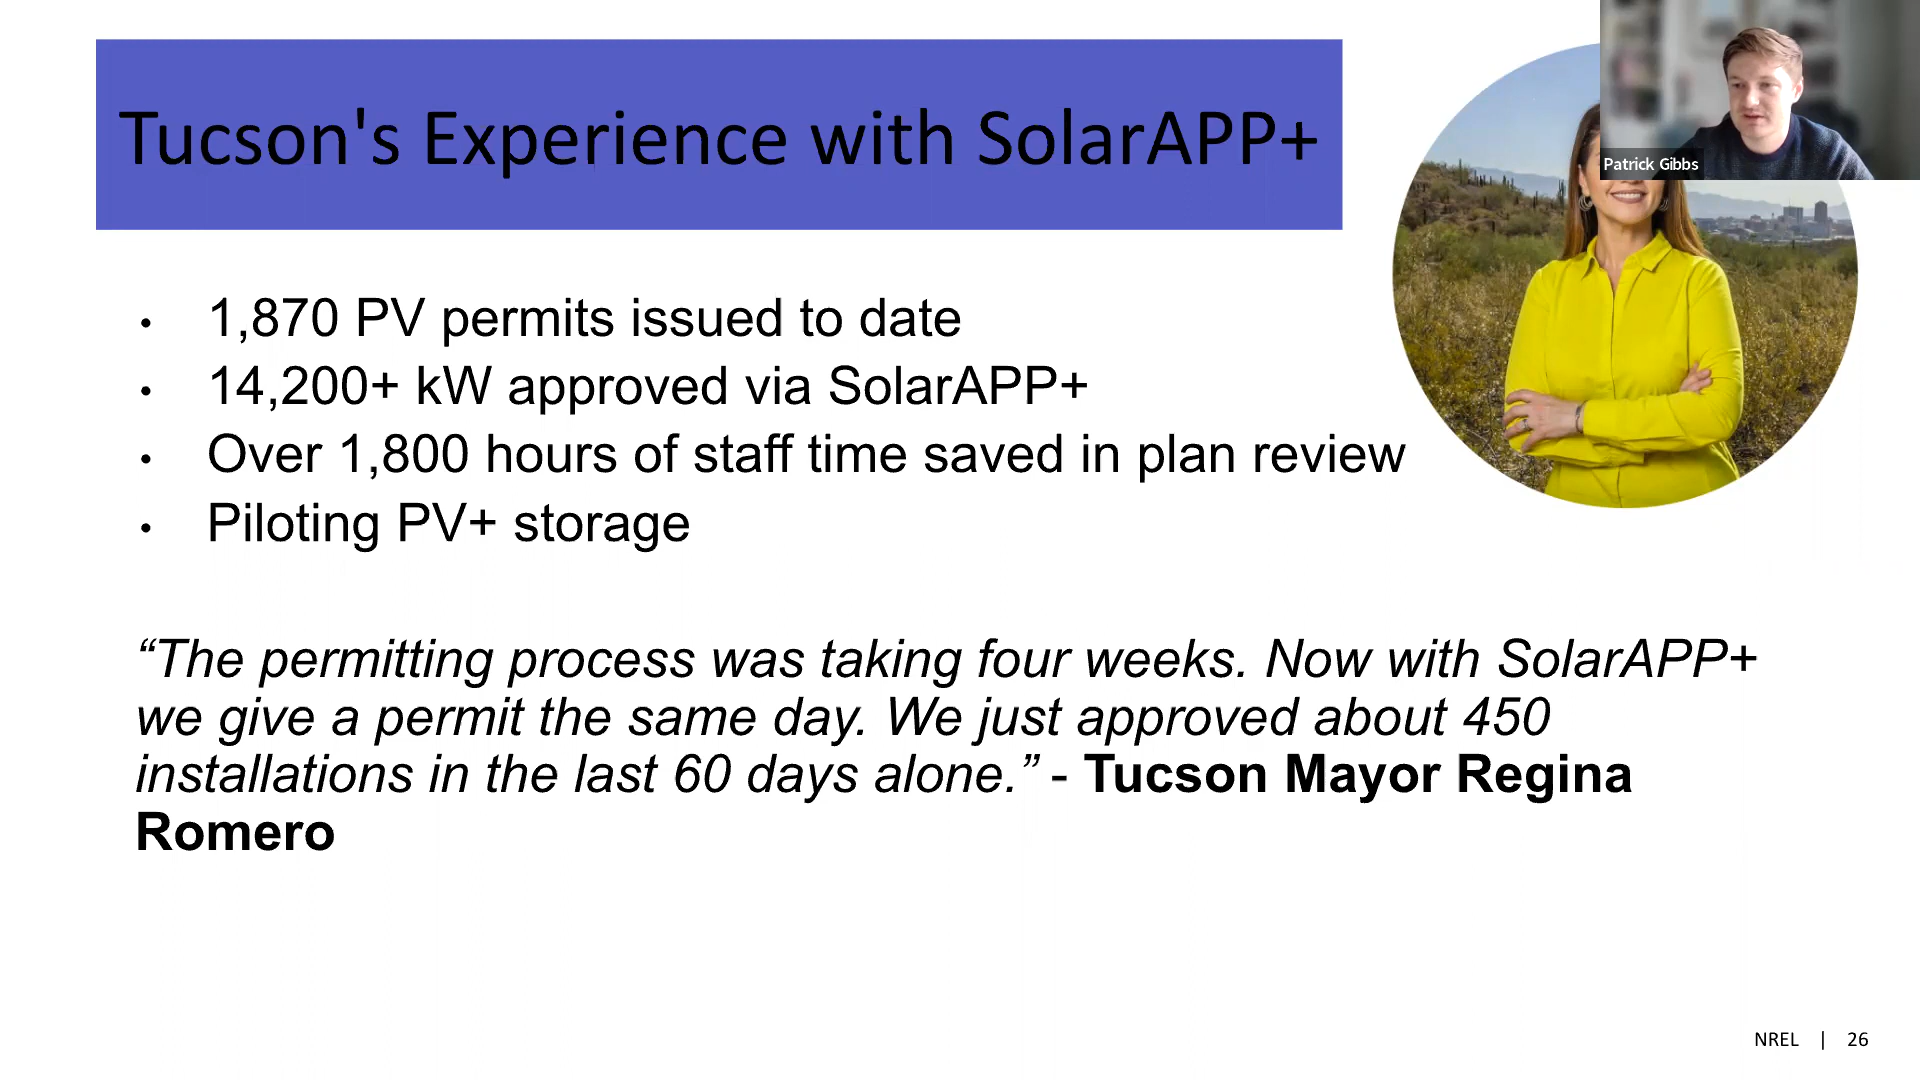 Tucson's Experience with SolarAPP+
Patrick Gibbs
• 1,870 PV permits issued to date
• 14,200+ kW approved via SolarAPP+
• Over 1,800 hours of staff time saved in plan review
• Piloting PV+ storage
“The permitting process was taking four weeks. Now with SolarAPP+
we give a permit the same day. We just approved about 450
installations in the last 60 days alone.” - Tucson Mayor Regina
Romero
NREL | 26